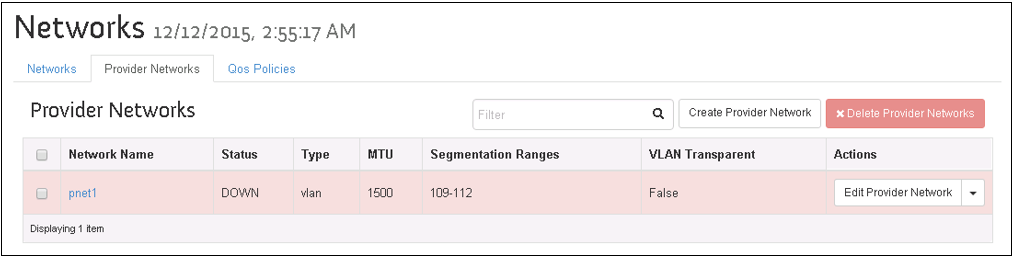 Networks 12/12/2015, 2:55:17 AM
Networks Provider Networks Qos Policies
Provider Networks Filter Create Provider Network Delete Provider Networks
Network Name Status Type MTU Segmentation Ranges VLAN Transparent Actions
pnet1 DOWN vlan 1500 109-112 False Edit Provider Network
Displaying 1 item